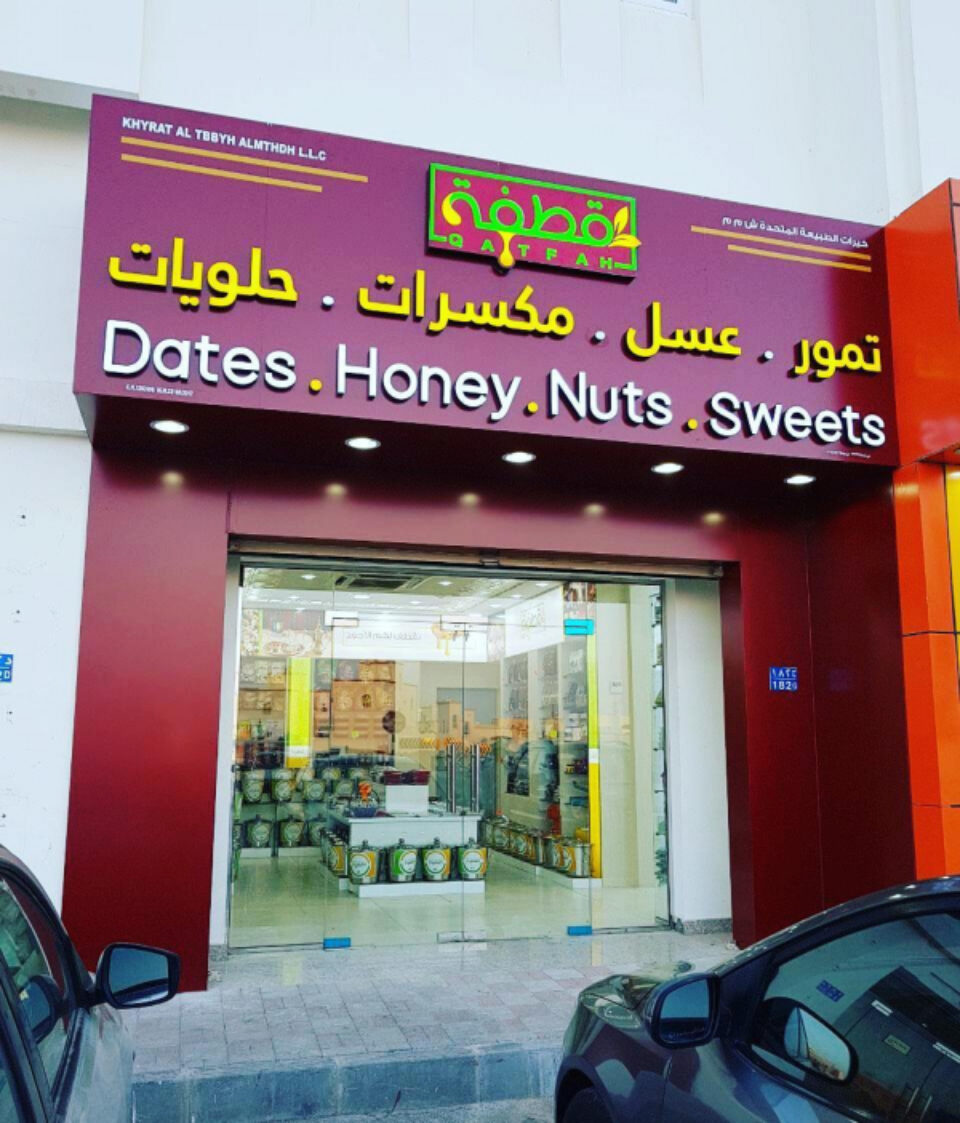 KHYRAT AL TBBYH ALMTHDH L.L.C
قطفة
QATFAH
خيرات الطبيعة المتحدة ش م م
تمور . عسل . مكسرات . حلويات
Dates . Honey . Nuts . Sweets